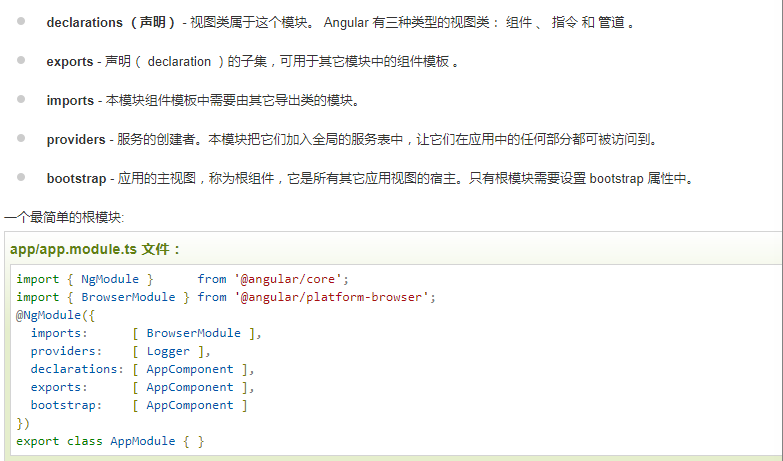 declarations （声明） - 视图类属于这个模块。 Angular 有三种类型的视图类： 组件 、 指令 和 管道 。
exports - 声明（ declaration ）的子集，可用于其它模块中的组件模板 。
imports - 本模块组件模板中需要由其它导出类的模块。
providers - 服务的创建者。本模块把它们加入全局的服务表中，让它们在应用中的任何部分都可被访问到。
bootstrap - 应用的主视图，称为根组件，它是所有其它应用视图的宿主。只有根模块需要设置 bootstrap 属性中。
一个最简单的根模块:
app/app.module.ts 文件：
import { NgModule }      from '@angular/core';
import { BrowserModule } from '@angular/platform-browser';
@NgModule({
  imports:      [ BrowserModule ],
  providers:    [ Logger ],
  declarations: [ AppComponent ],
  exports:      [ AppComponent ],
  bootstrap:    [ AppComponent ]
})
export class AppModule { }